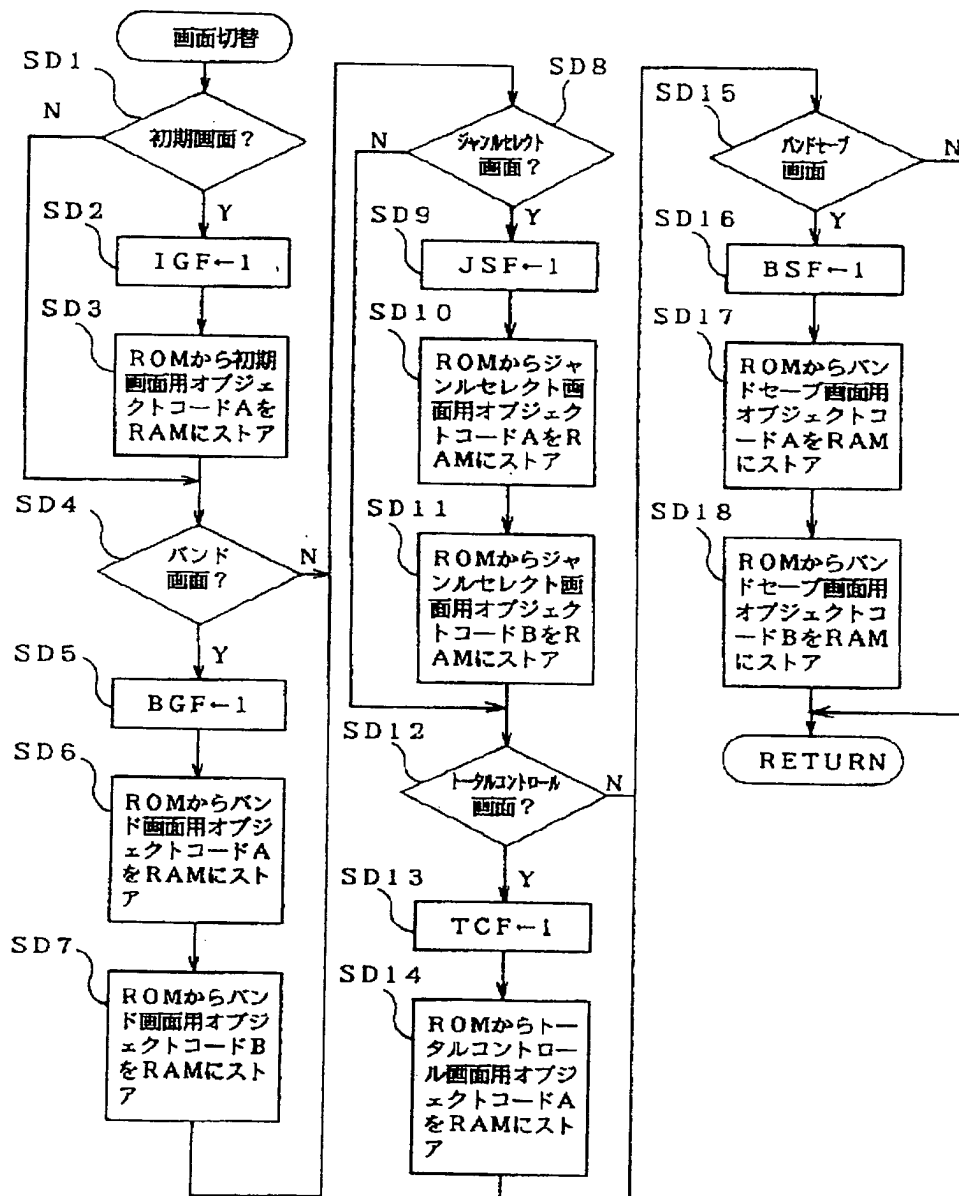 画面切替
SD1
N
初期画面?
Y
SD2
IGF←1
SD3
ROMから初期
画面用オブジェ
クトコードAを
RAMにストア
SD4
バンド
画面?
N
Y
SD5
BGF←1
SD6
ROMからバン
ド画面用オブジ
ェクトコードA
をRAMにスト
ア
SD7
ROMからバン
ド画面用オブジ
ェクトコードB
をRAMにスト
ア
SD8
N
ジャンルセレクト
画面?
Y
SD9
JSF←1
SD10
ROMからジャ
ンルセレクト画
面用オブジェク
トコードAをR
AMにストア
SD11
ROMからジャ
ンルセレクト画
面用オブジェク
トコードBをR
AMにストア
SD12
トータルコントロール
画面?
N
Y
SD13
TCF←1
SD14
ROMからトー
タルコントロー
ル画面用オブジ
ェクトコードA
をRAMにスト
ア
SD15
バンドセーブ
画面
N
Y
SD16
BSF←1
SD17
ROMからバン
ドセーブ画面用
オブジェクトコ
ードAをRAM
にストア
SD18
ROMからバン
ドセーブ画面用
オブジェクトコ
ードBをRAM
にストア
RETURN